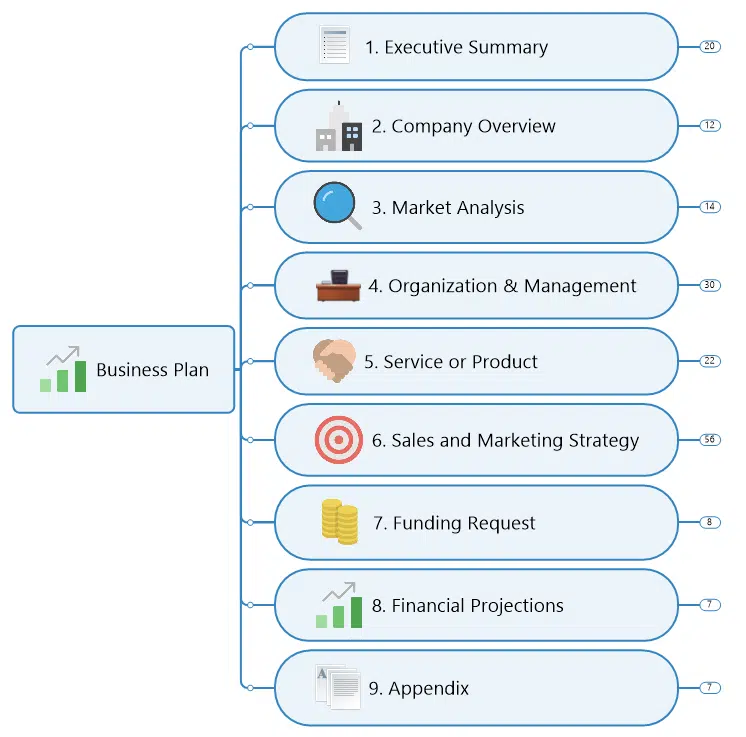 1. Executive Summary
20
2. Company Overview
12
3. Market Analysis
14
4. Organization & Management
30
Business Plan
5. Service or Product
22
6. Sales and Marketing Strategy
56
7. Funding Request
8
8. Financial Projections
7
9. Appendix
7